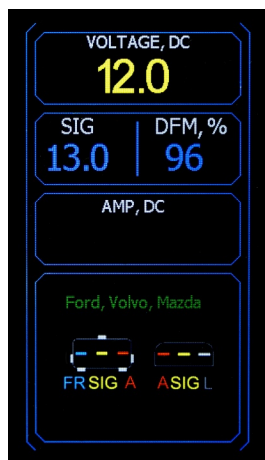 VOLTAGE, DC
12.0
SIG DFM, %
13.0 96
AMP, DC
Ford, Volvo, Mazda
FR SIG A A SIG L